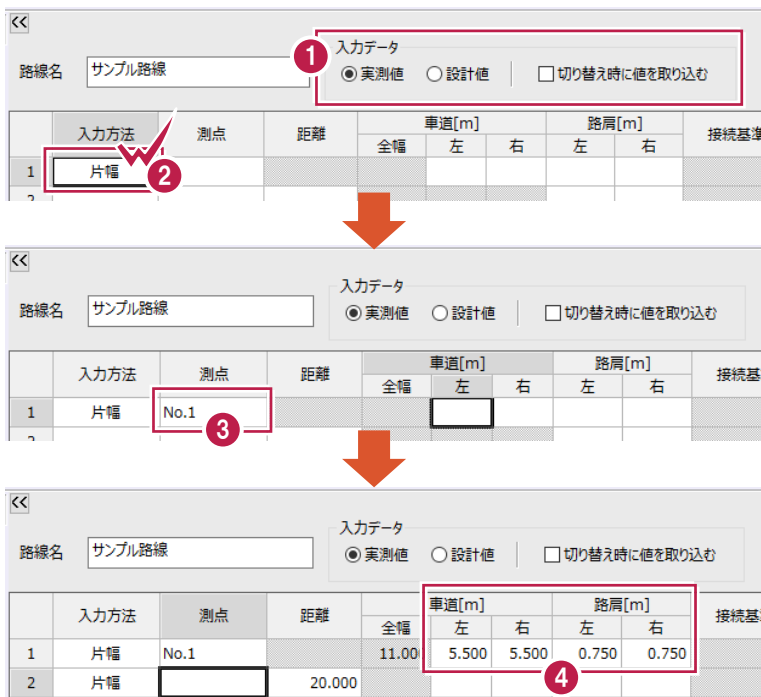 <<
入力データ
路線名 サンプル路線 ◉実測値 ○設計値 □切り替え時に値を取り込む
1
入力方法 測点 距離 車道[m] 路肩[m] 接続基準
全幅 左 右 左 右
1 片幅
2
2
<<
入力データ
路線名 サンプル路線 ◉実測値 ○設計値 □切り替え時に値を取り込む
入力方法 測点 距離 車道[m] 路肩[m] 接続基
全幅 左 右 左 右
1 片幅 No.1
3
2
<<
入力データ
路線名 サンプル路線 ◉実測値 ○設計値 □切り替え時に値を取り込む
入力方法 測点 距離 車道[m] 路肩[m] 接続基
全幅 左 右 左 右
1 片幅 No.1 11.000 5.500 5.500 0.750 0.750
2 片幅 20.000
4